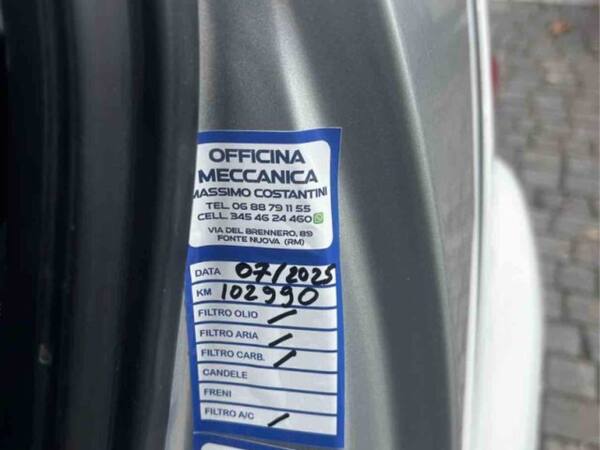 OFFICINA
MECCANICA
MASSIMO COSTANTINI
TEL. 06 88 79 11 55
CELL. 345 46 24 460
VIA DEL BRENNERO, 89
FONTE NUOVA (RM)
DATA 07/2025
KM 102990
FILTRO OLIO /
FILTRO ARIA /
FILTRO CARB. /
CANDELE
FRENI
FILTRO A/C /